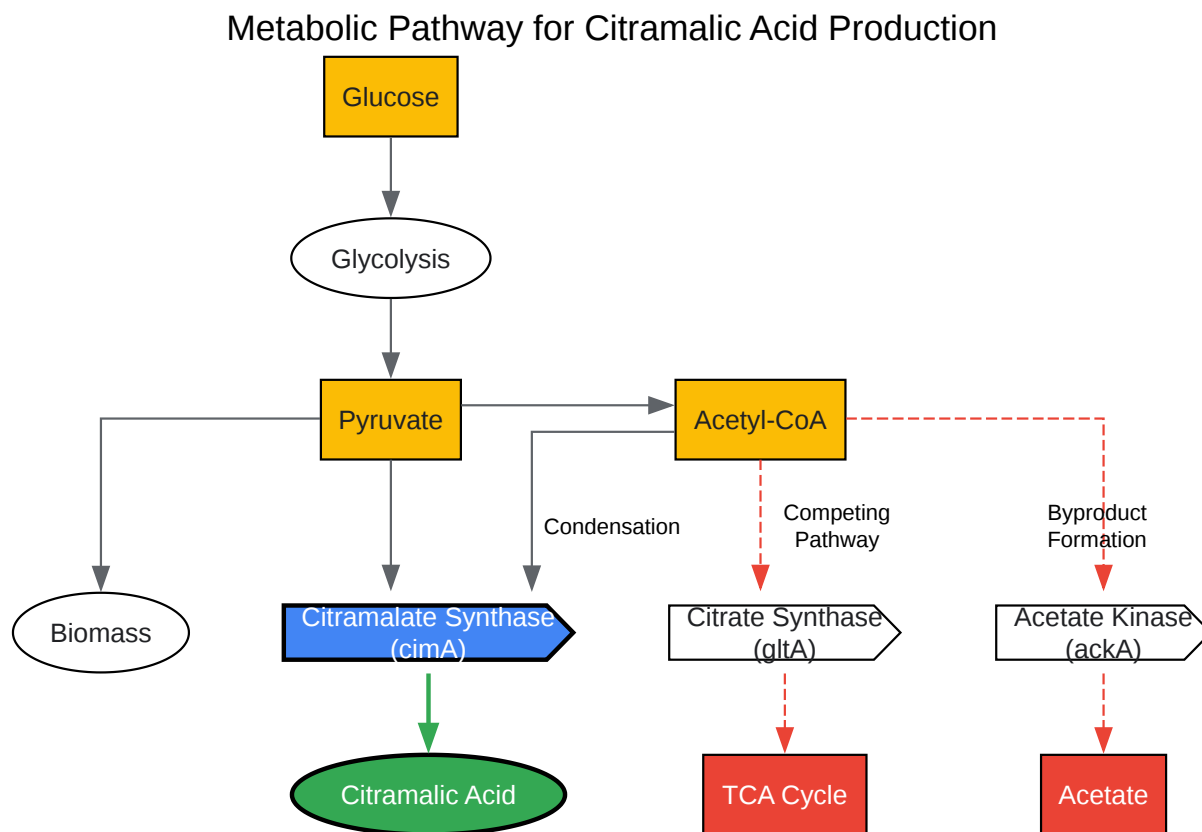 Metabolic Pathway for Citramalic Acid Production
Glucose
Glycolysis
Pyruvate
Acetyl-CoA
Condensation
Competing
Pathway
Byproduct
Formation
Biomass
Citramalate Synthase
(cimA)
Citrate Synthase
(gltA)
Acetate Kinase
(ackA)
Citramalic Acid
TCA Cycle
Acetate